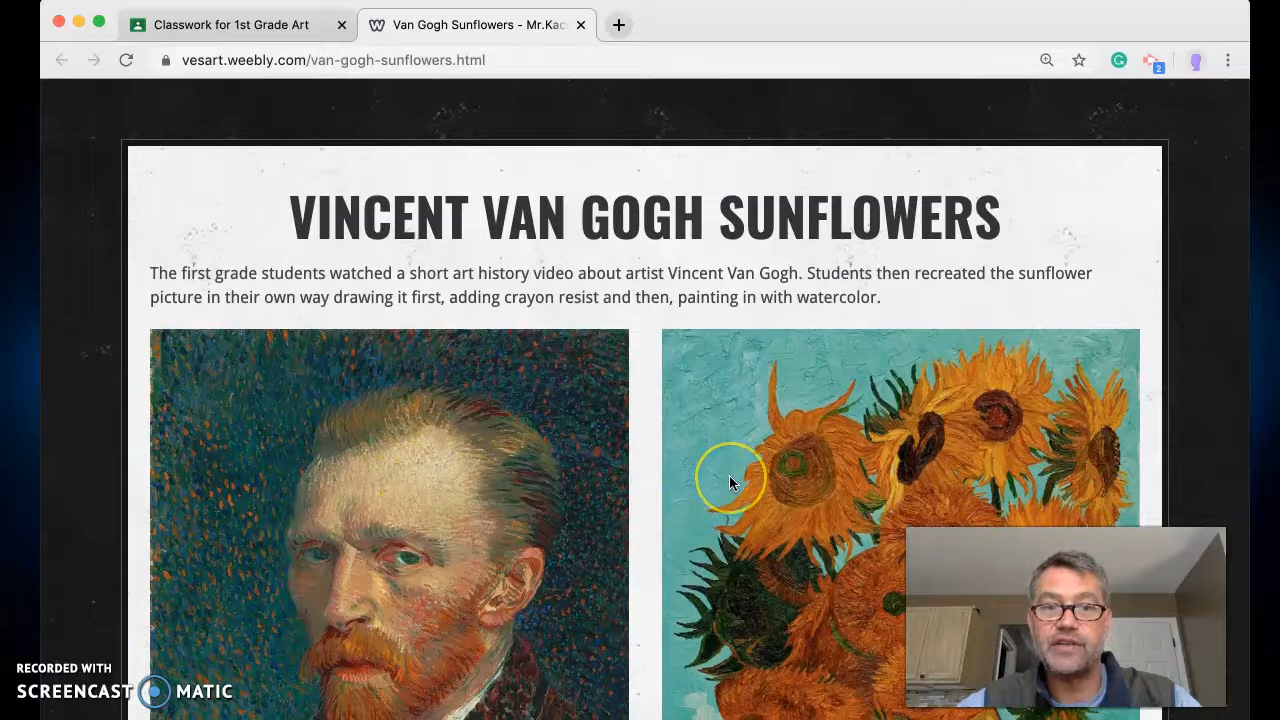 Classwork for 1st Grade Art
Van Gogh Sunflowers - Mr.Kac
vesart.weebly.com/van-gogh-sunflowers.html
2
VINCENT VAN GOGH SUNFLOWERS
The first grade students watched a short art history video about artist Vincent Van Gogh. Students then recreated the sunflower
picture in their own way drawing it first, adding crayon resist and then, painting in with watercolor.
RECORDED WITH
SCREENCAST MATIC